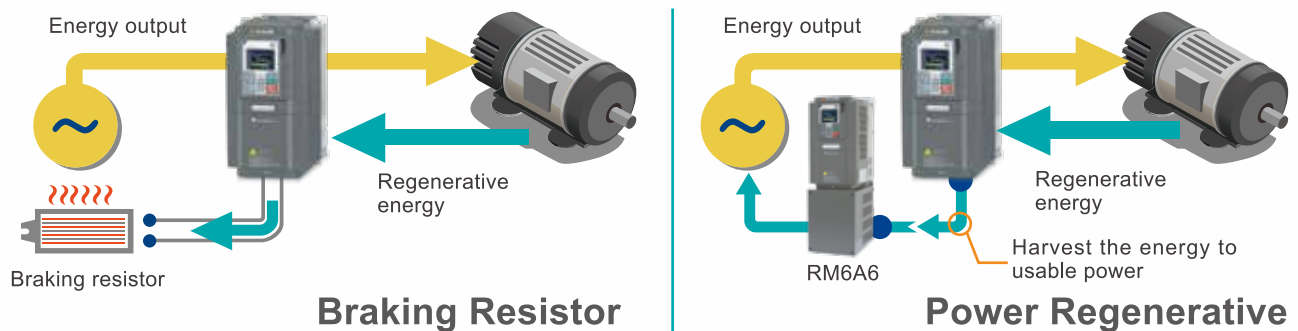 Energy output
Regenerative
energy
Braking resistor
Braking Resistor
Energy output
Regenerative
energy
RM6A6
Harvest the energy to
usable power
Power Regenerative